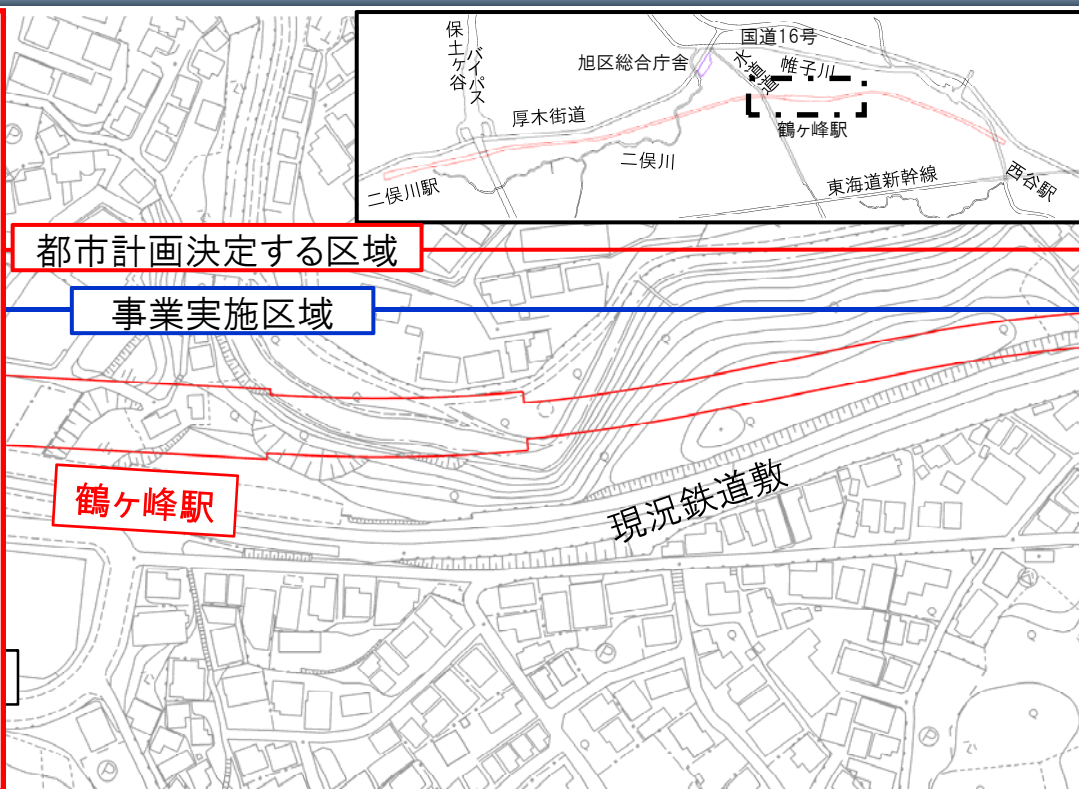 保土ヶ谷
バイパス
国道16号
旭区総合庁舎
水道道
帷子川
厚木街道
鶴ヶ峰駅
二俣川
二俣川駅
東海道新幹線
西谷駅
都市計画決定する区域
事業実施区域
鶴ヶ峰駅
現況鉄道敷